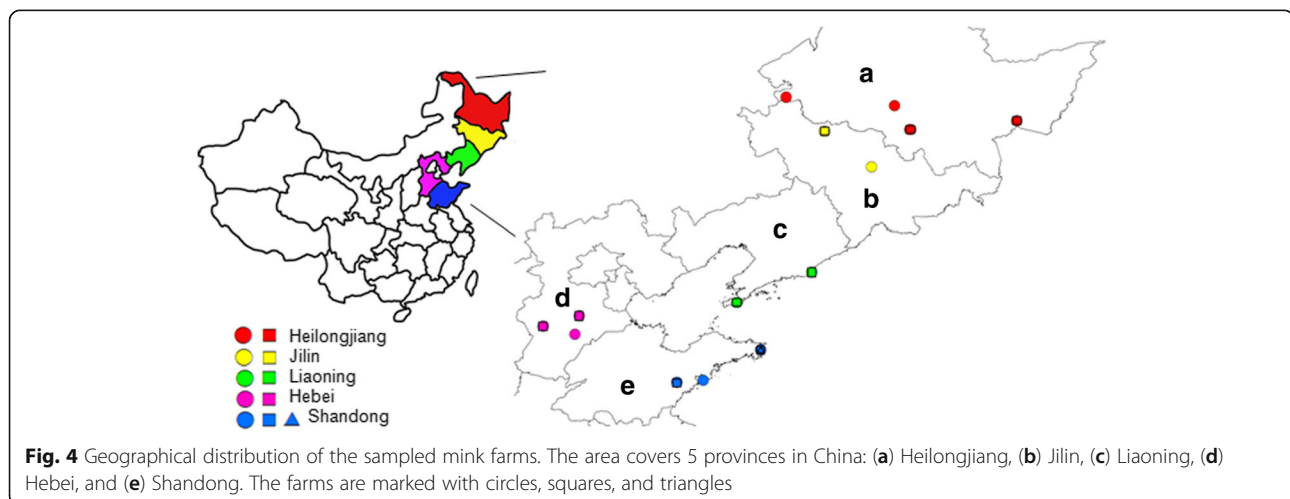 a
b
c
d
e
Heilongjiang
Jilin
Liaoning
Hebei
Shandong
Fig. 4 Geographical distribution of the sampled mink farms. The area covers 5 provinces in China: (a) Heilongjiang, (b) Jilin, (c) Liaoning, (d)
Hebei, and (e) Shandong. The farms are marked with circles, squares, and triangles